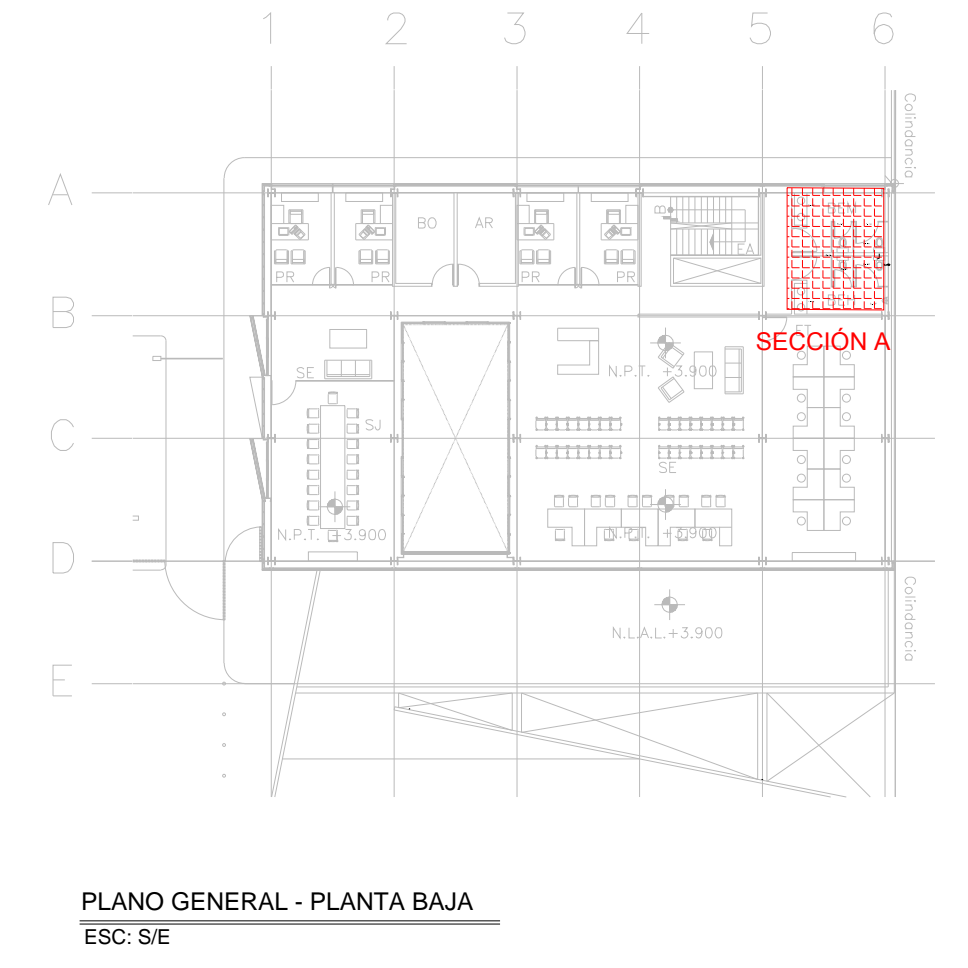 1 2 3 4 5 6
Colindancia
A
BO AR
B
EA
PR PR PR PR
B
SECCIÓN A
SE
N.P.T. +3.900
SJ
C
SE
N.P.T. +3.900
N.P.T. +3.900
D
Colindancia
N.L.A.L.+3.900
E
PLANO GENERAL - PLANTA BAJA
ESC: S/E